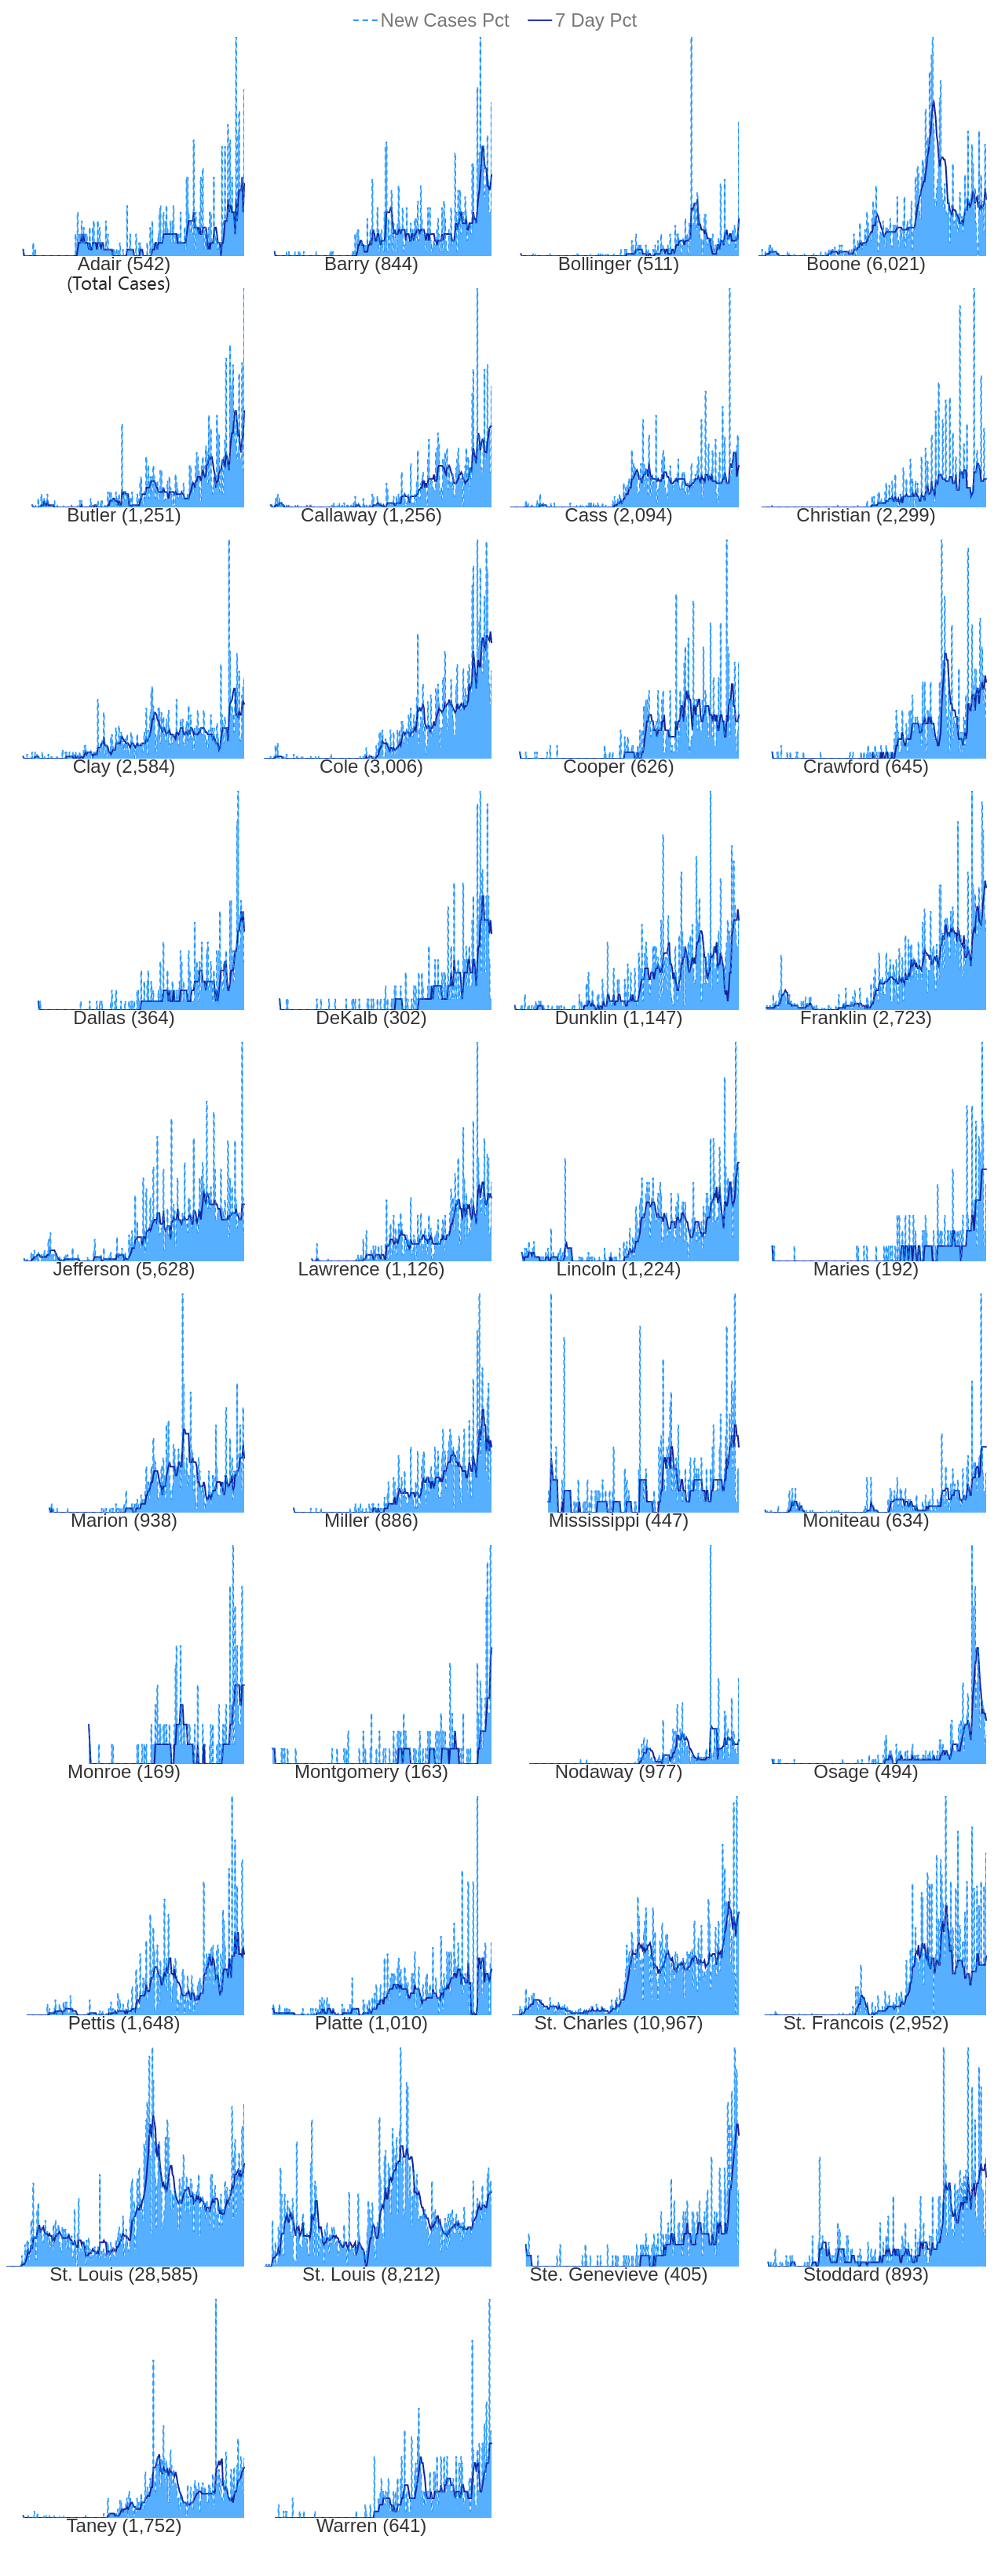 New Cases Pct 7 Day Pct
Adair (542) Barry (844) Bollinger (511) Boone (6,021)
(Total Cases)
Butler (1,251) Callaway (1,256) Cass (2,094) Christian (2,299)
Clay (2,584) Cole (3,006) Cooper (626) Crawford (645)
Dallas (364) DeKalb (302) Dunklin (1,147) Franklin (2,723)
Jefferson (5,628) Lawrence (1,126) Lincoln (1,224) Maries (192)
Marion (938) Miller (886) Mississippi (447) Moniteau (634)
Monroe (169) Montgomery (163) Nodaway (977) Osage (494)
Pettis (1,648) Platte (1,010) St. Charles (10,967) St. Francois (2,952)
St. Louis (28,585) St. Louis (8,212) Ste. Genevieve (405) Stoddard (893)
Taney (1,752) Warren (641)